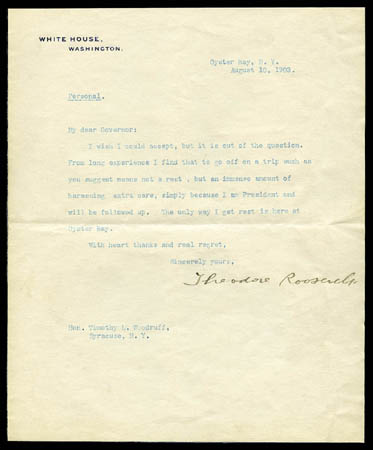 WHITE HOUSE,
WASHINGTON.
Oyster Bay, N. Y.
August 18, 1903.
Personal.
My dear Governor:
I wish I could accept, but it is out of the question.
From long experience I find that to go off on a trip such as
you suggest means not a rest, but an immense amount of
harassing extra care, simply because I am President and
will be followed up. The only way I get rest is here at
Oyster Bay.
With heart thanks and real regret,
Sincerely yours,
Theodore Roosevelt
Hon. Timothy L. Woodruff,
Syracuse, N. Y.